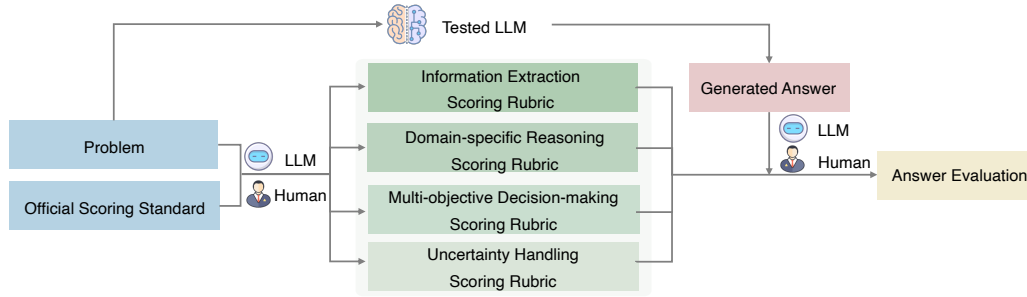 Tested LLM
Information Extraction
Scoring Rubric
Generated Answer
Problem
LLM
Human
Official Scoring Standard
Domain-specific Reasoning
Scoring Rubric
LLM
Human
Answer Evaluation
Multi-objective Decision-making
Scoring Rubric
Uncertainty Handling
Scoring Rubric